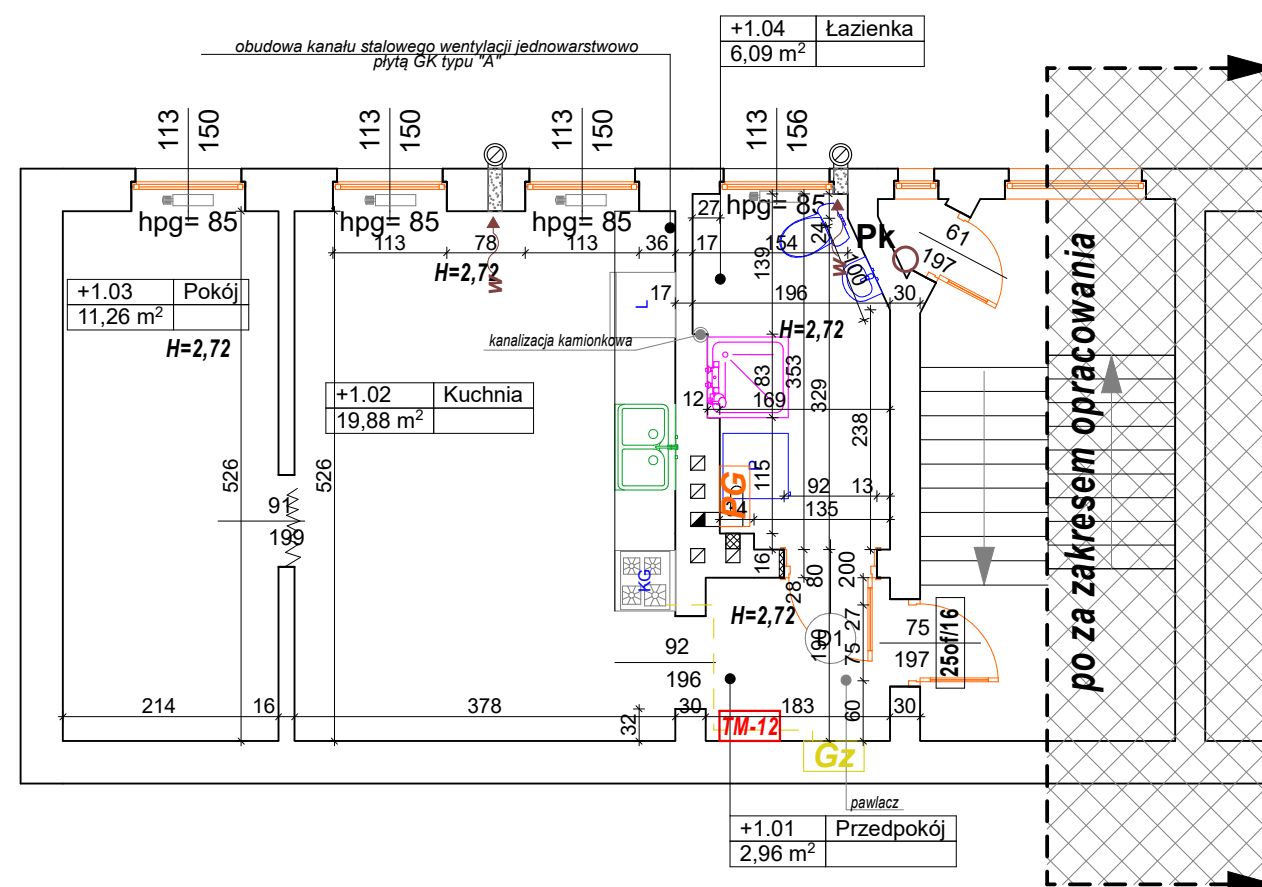 +1.04 Łazienka
6,09 m²
obudowa kanału stalowego wentylacji jednowarstwowo
płytą GK typu "A"
113
150
113
150
113
150
113
156
hpg= 85
hpg= 85
hpg= 85
hpg= 85
27
24
Pk
61
197
113
78
113
36
17
154
139
H=2,72
w
w
100
+1.03 Pokój
11,26 m²
H=2,72
17
196
30
L
kanalizacja kamionkowa
H=2,72
83
353
329
+1.02 Kuchnia
19,88 m²
12
169
238
526
526
115
P
PG
92
13
135
91
199
16
80
200
28
KG
H=2,72
27
75
D1
75
197
25of/16
92
196
214
16
378
30
183
60
30
32
TM-12
Gz
pawlacz
+1.01 Przedpokój
2,96 m²
po za zakresem opracowania